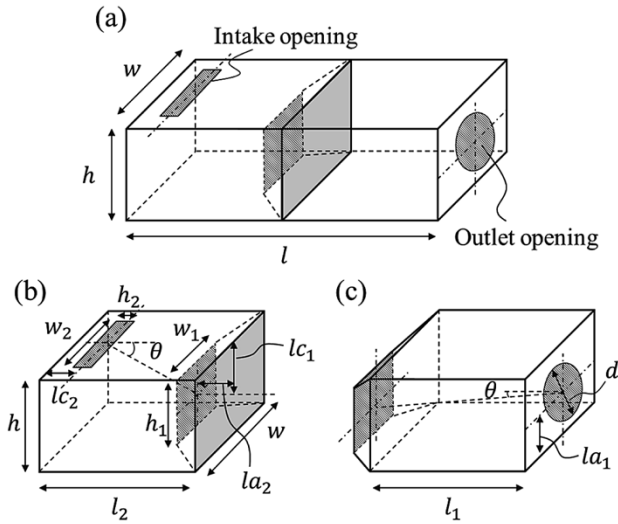 (a)
Intake opening
w
h
l
Outlet opening
(b)
h₂
w₂
w₁
θ
lc₁
lc₂
h
h₁
w
la₂
l₂
(c)
θ
d
la₁
l₁